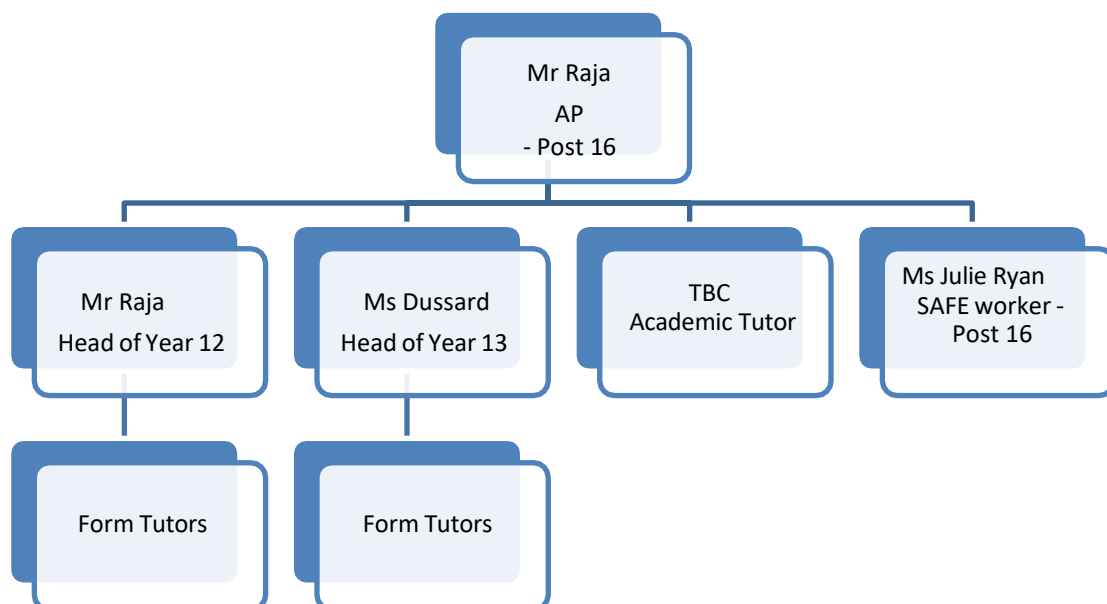 Mr Raja
AP
- Post 16
Mr Raja
Head of Year 12
Ms Dussard
Head of Year 13
TBC
Academic Tutor
Ms Julie Ryan
SAFE worker -
Post 16
Form Tutors
Form Tutors